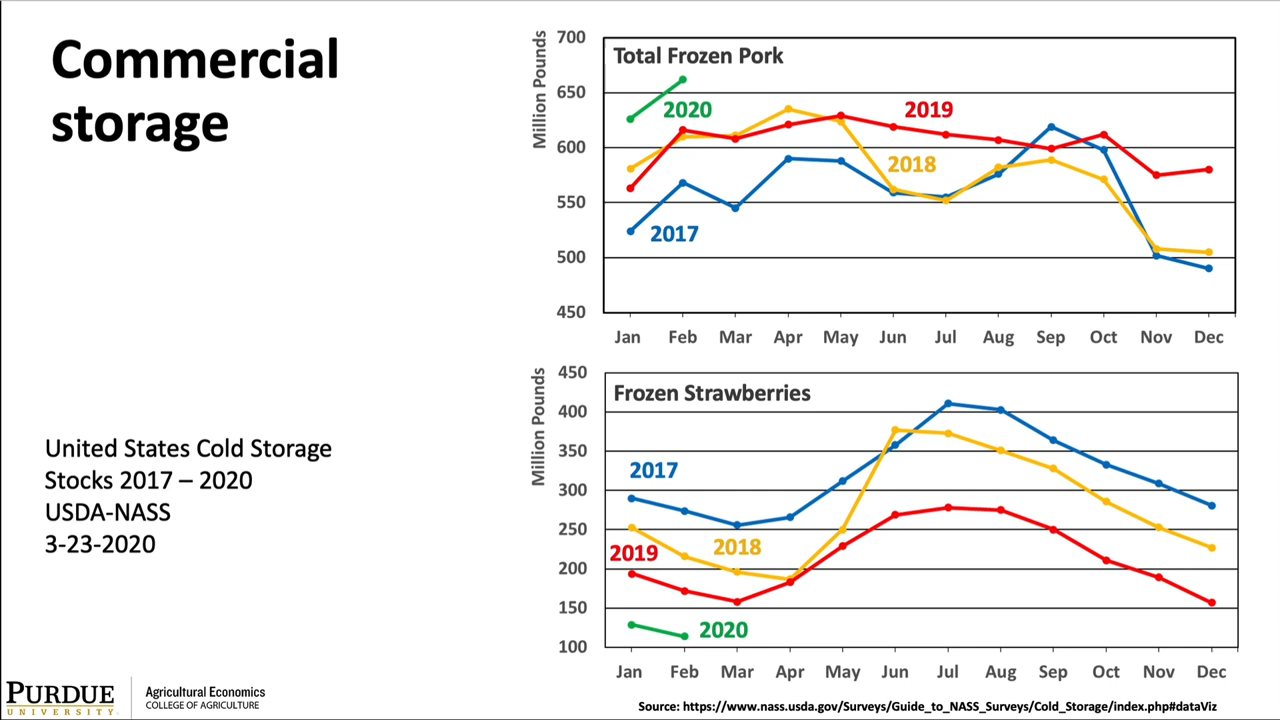 Commercial
storage
United States Cold Storage
Stocks 2017 – 2020
USDA-NASS
3-23-2020
Million Pounds
Total Frozen Pork
700
650
600
550
500
450
2020
2019
2018
2017
Jan Feb Mar Apr May Jun Jul Aug Sep Oct Nov Dec
Million Pounds
Frozen Strawberries
450
400
350
300
250
200
150
100
2017
2018
2019
2020
Jan Feb Mar Apr May Jun Jul Aug Sep Oct Nov Dec
PURDUE
UNIVERSITY
Agricultural Economics
COLLEGE OF AGRICULTURE
Source: https://www.nass.usda.gov/Surveys/Guide_to_NASS_Surveys/Cold_Storage/index.php#dataViz